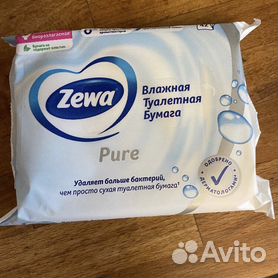 Биоразлагаемая
Zewa
Влажная
Туалетная
Бумага
Pure
Удаляет больше бактерий,
чем просто сухая туалетная бумага!
ОДОБРЕНО
ДЕРМАТОЛОГАМИ
Avito